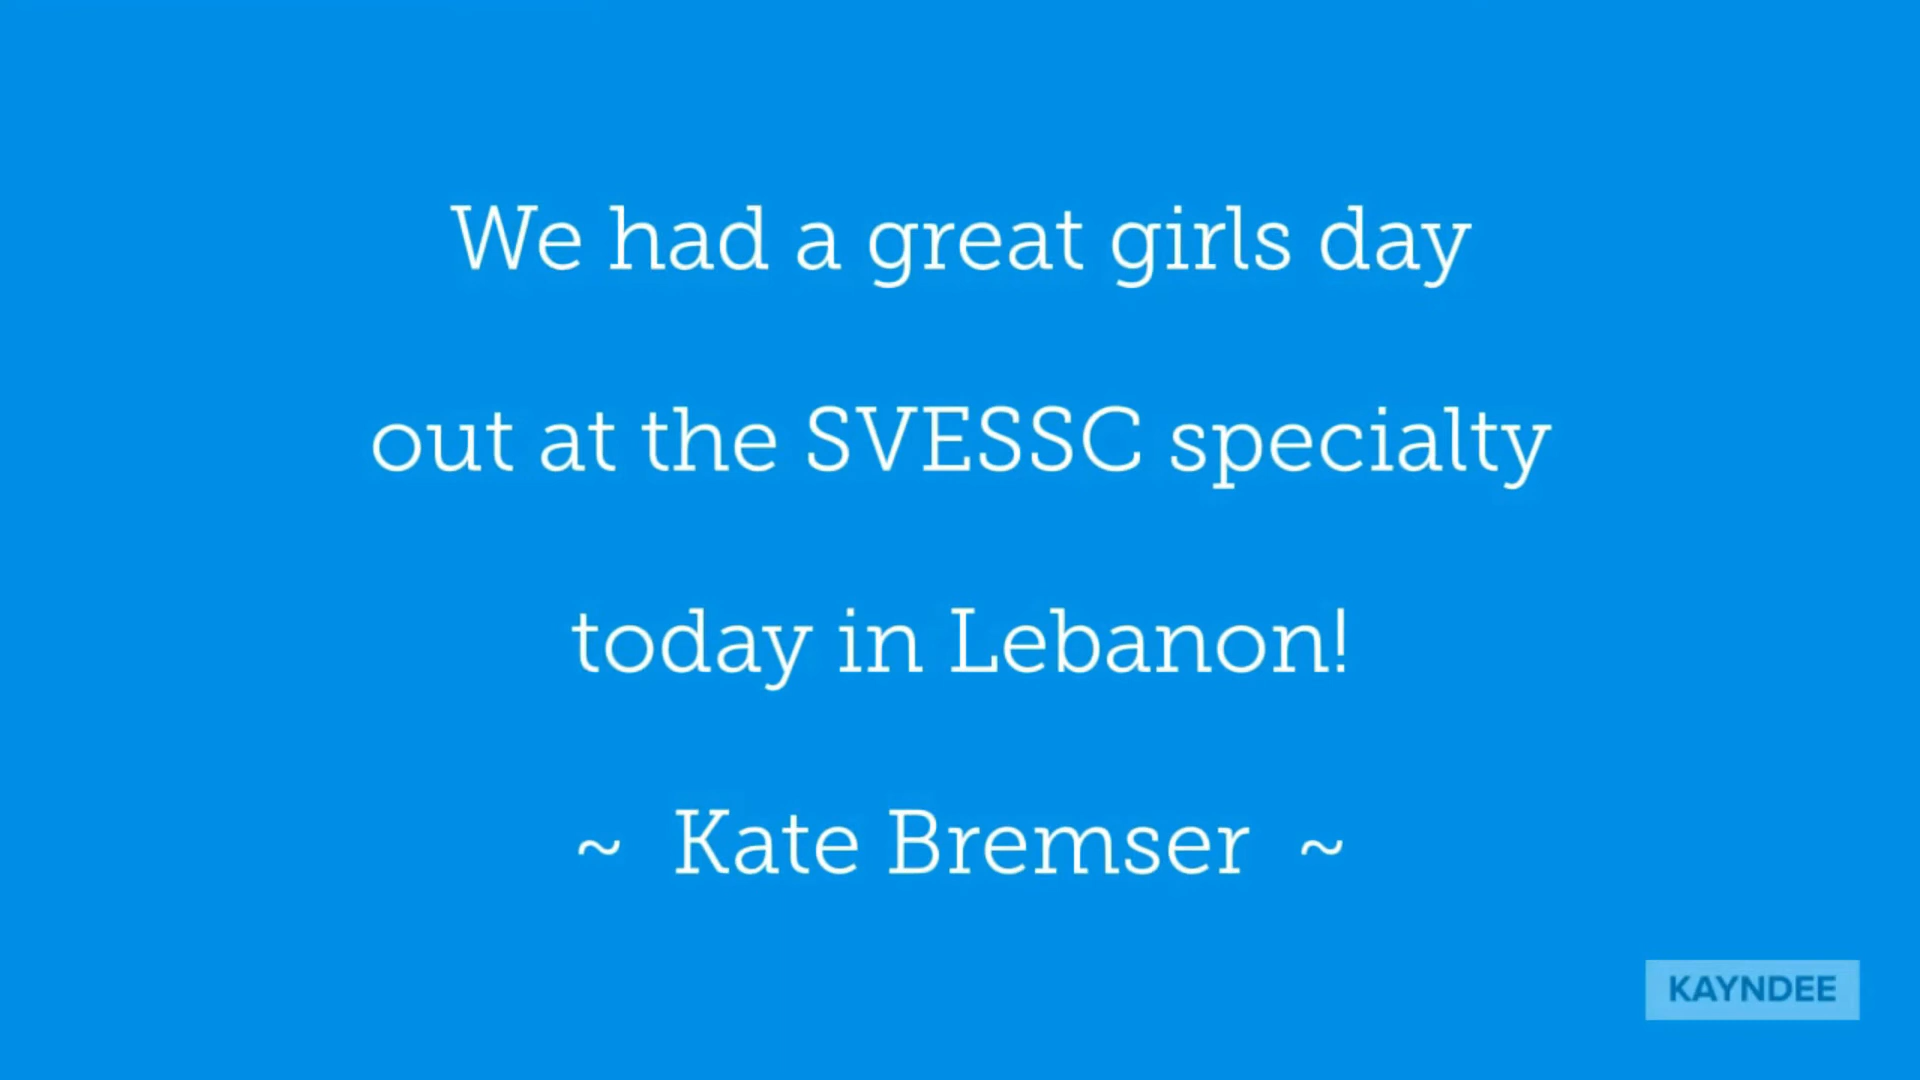 We had a great girls day
out at the SVESSC specialty
today in Lebanon!
~ Kate Bremser ~
KAYNDEE